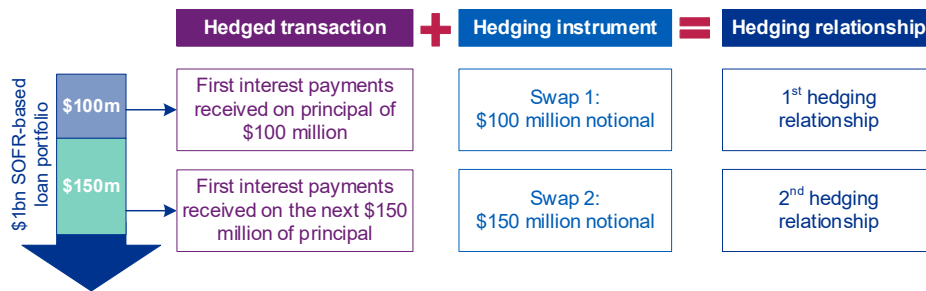 Hedged transaction
+
Hedging instrument
=
Hedging relationship
$1bn SOFR-based
loan portfolio
$100m
First interest payments
received on principal of
$100 million
Swap 1:
$100 million notional
1st hedging
relationship
$150m
First interest payments
received on the next $150
million of principal
Swap 2:
$150 million notional
2nd hedging
relationship